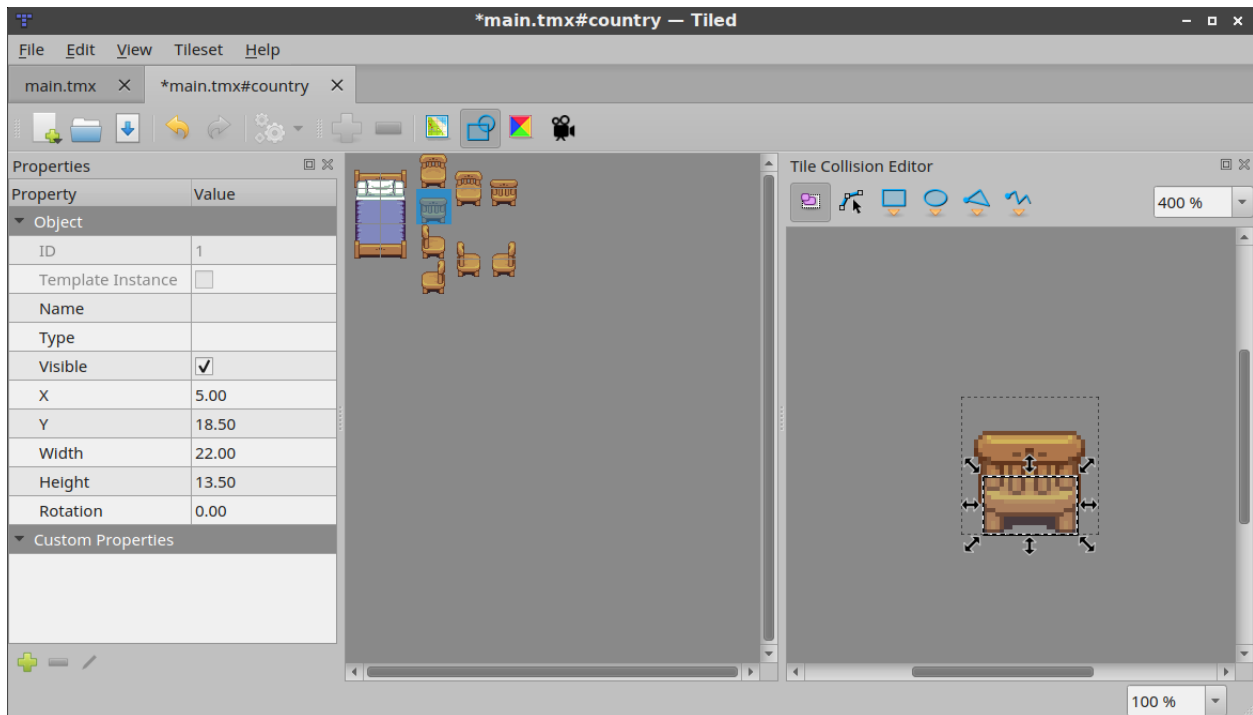 *main.tmx#country — Tiled
File Edit View Tileset Help
main.tmx *main.tmx#country
Properties
Property Value
Object
ID 1
Template Instance
Name
Type
Visible
X 5.00
Y 18.50
Width 22.00
Height 13.50
Rotation 0.00
Custom Properties
Tile Collision Editor
400 %
100 %